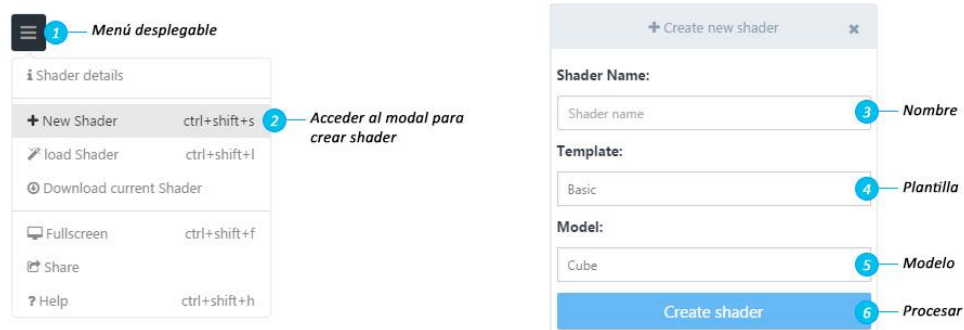 1 Menú desplegable
i Shader details
+ New Shader ctrl+shift+s 2 Acceder al modal para
crear shader
load Shader ctrl+shift+l
Download current Shader
Fullscreen ctrl+shift+f
Share
? Help ctrl+shift+h
+ Create new shader ×
Shader Name:
Shader name 3 Nombre
Template:
Basic 4 Plantilla
Model:
Cube 5 Modelo
Create shader 6 Procesar